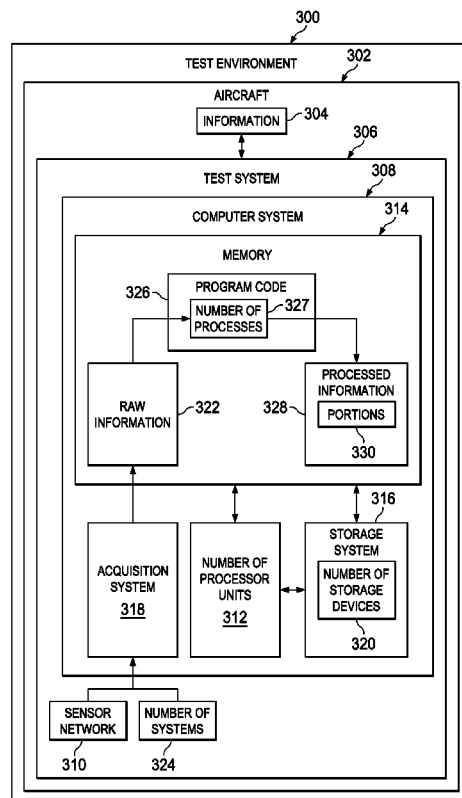 300
TEST ENVIRONMENT
302
AIRCRAFT
INFORMATION
304
306
TEST SYSTEM
308
COMPUTER SYSTEM
314
MEMORY
326
PROGRAM CODE
NUMBER OF
PROCESSES
327
RAW
INFORMATION
322
328
PROCESSED
INFORMATION
PORTIONS
330
316
ACQUISITION
SYSTEM
318
NUMBER OF
PROCESSOR
UNITS
312
STORAGE
SYSTEM
NUMBER OF
STORAGE
DEVICES
320
SENSOR
NETWORK
310
NUMBER OF
SYSTEMS
324